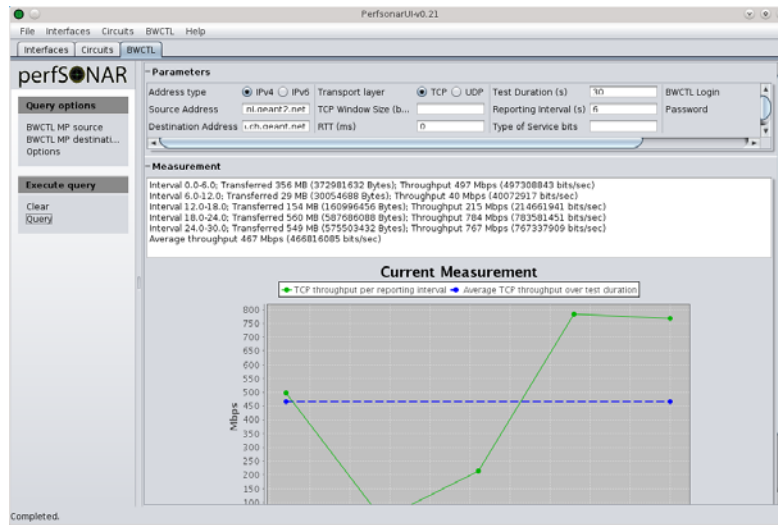 PerfsonarUI-v0.21
File Interfaces Circuits BWCTL Help
Interfaces Circuits BWCTL
perfSONAR
Query options
BWCTL MP source
BWCTL MP destinati...
Options
Execute query
Clear
Query
Parameters
Address type IPv4 IPv6 Transport layer TCP UDP Test Duration (s) 30 BWCTL Login
Source Address nl.geant2.net TCP Window Size (b... Reporting Interval (s) 6 Password
Destination Address ch.geant.net RTT (ms) 0 Type of Service bits
Measurement
Interval 0.0-6.0; Transferred 356 MB (372981632 Bytes); Throughput 497 Mbps (497308843 bits/sec)
Interval 6.0-12.0; Transferred 29 MB (30054688 Bytes); Throughput 40 Mbps (40072917 bits/sec)
Interval 12.0-18.0; Transferred 154 MB (160996456 Bytes); Throughput 215 Mbps (214661941 bits/sec)
Interval 18.0-24.0; Transferred 560 MB (587686088 Bytes); Throughput 784 Mbps (783581451 bits/sec)
Interval 24.0-30.0; Transferred 549 MB (575503432 Bytes); Throughput 767 Mbps (767337909 bits/sec)
Average throughput 467 Mbps (466816085 bits/sec)
Current Measurement
TCP throughput per reporting interval Average TCP throughput over test duration
Mbps
800
750
700
650
600
550
500
450
400
350
300
250
200
150
100
Completed.